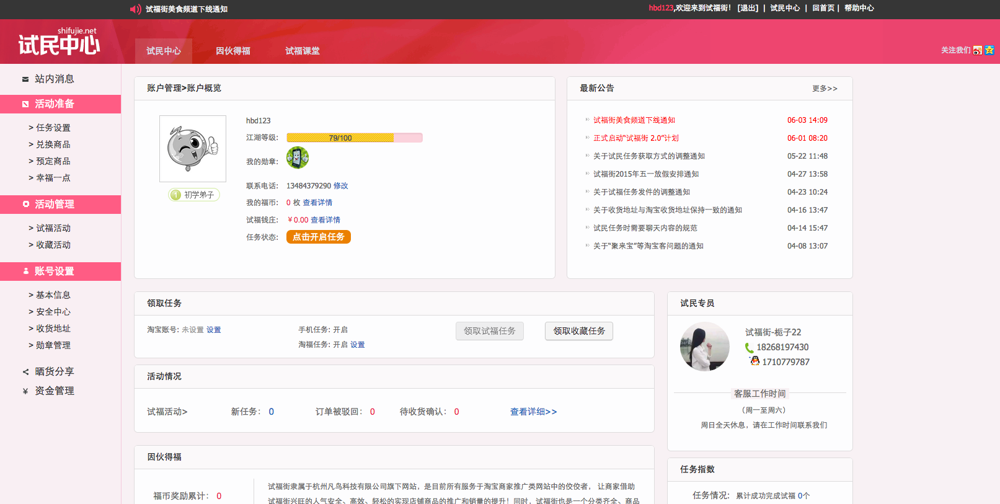 试福街美食频道下线通知
hbd123,欢迎来到试福街! [退出] | 试民中心 | 回首页 | 帮助中心
shifujie.net
试民中心
试民中心 因伙得福 试福课堂
关注我们
站内消息
活动准备
> 任务设置
> 兑换商品
> 预定商品
> 幸福一点
活动管理
> 试福活动
> 收藏活动
账号设置
> 基本信息
> 安全中心
> 收货地址
> 勋章管理
晒货分享
¥ 资金管理
账户管理>账户概览
hbd123
江湖等级: 79/100
我的勋章:
1 初学弟子
联系电话: 13484379290 修改
我的福币: 0 枚 查看详情
试福钱庄: ¥0.00 查看详情
任务状态: 点击开启任务
最新公告 更多>>
试福街美食频道下线通知 06-03 14:09
正式启动“试福街 2.0”计划 06-01 08:20
关于试民任务获取方式的调整通知 05-22 11:48
试福街2015年五一放假安排通知 04-27 13:58
关于试福任务发件的调整通知 04-23 10:24
关于收货地址与淘宝收货地址保持一致的通知 04-16 13:47
试民任务时需要聊天内容的规范 04-14 15:47
关于“聚来宝”等淘宝客问题的通知 04-08 13:07
领取任务
淘宝账号: 未设置 设置 手机任务: 开启
淘福任务: 开启 设置
领取试福任务 领取收藏任务
活动情况
试福活动> 新任务: 0 订单被驳回: 0 待收货确认: 0 查看详细>>
因伙得福
福币奖励累计: 0
试福街隶属于杭州凡鸟科技有限公司旗下网站，是目前所有服务于淘宝商家推广类网站中的佼佼者， 让商家借助
试福街兴旺的人气安全、高效、轻松的实现店铺商品的推广和销量的提升！同时，试福街也是一个分类齐全、商品
试民专员
试福街-栀子22
18268197430
1710779787
客服工作时间
（周一至周六）
周日全天休息，请在工作时间联系我们
任务指数
任务情况: 累计成功完成试福 0个